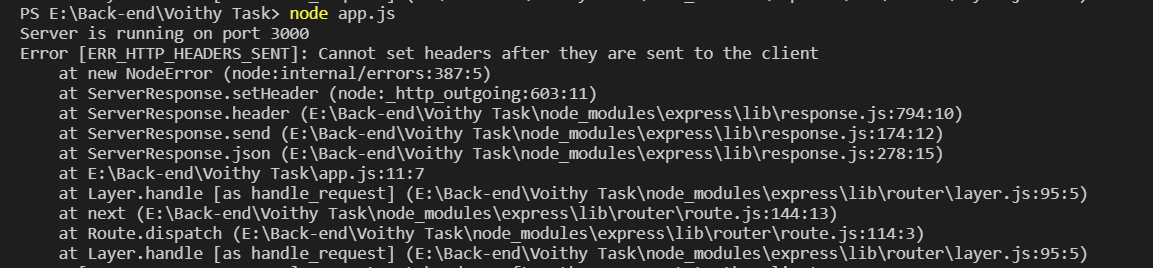 PS E:\Back-end\Voithy Task> node app.js
Server is running on port 3000
Error [ERR_HTTP_HEADERS_SENT]: Cannot set headers after they are sent to the client
    at new NodeError (node:internal/errors:387:5)
    at ServerResponse.setHeader (node:_http_outgoing:603:11)
    at ServerResponse.header (E:\Back-end\Voithy Task\node_modules\express\lib\response.js:794:10)
    at ServerResponse.send (E:\Back-end\Voithy Task\node_modules\express\lib\response.js:174:12)
    at ServerResponse.json (E:\Back-end\Voithy Task\node_modules\express\lib\response.js:278:15)
    at E:\Back-end\Voithy Task\app.js:11:7
    at Layer.handle [as handle_request] (E:\Back-end\Voithy Task\node_modules\express\lib\router\layer.js:95:5)
    at next (E:\Back-end\Voithy Task\node_modules\express\lib\router\route.js:144:13)
    at Route.dispatch (E:\Back-end\Voithy Task\node_modules\express\lib\router\route.js:114:3)
    at Layer.handle [as handle_request] (E:\Back-end\Voithy Task\node_modules\express\lib\router\layer.js:95:5)